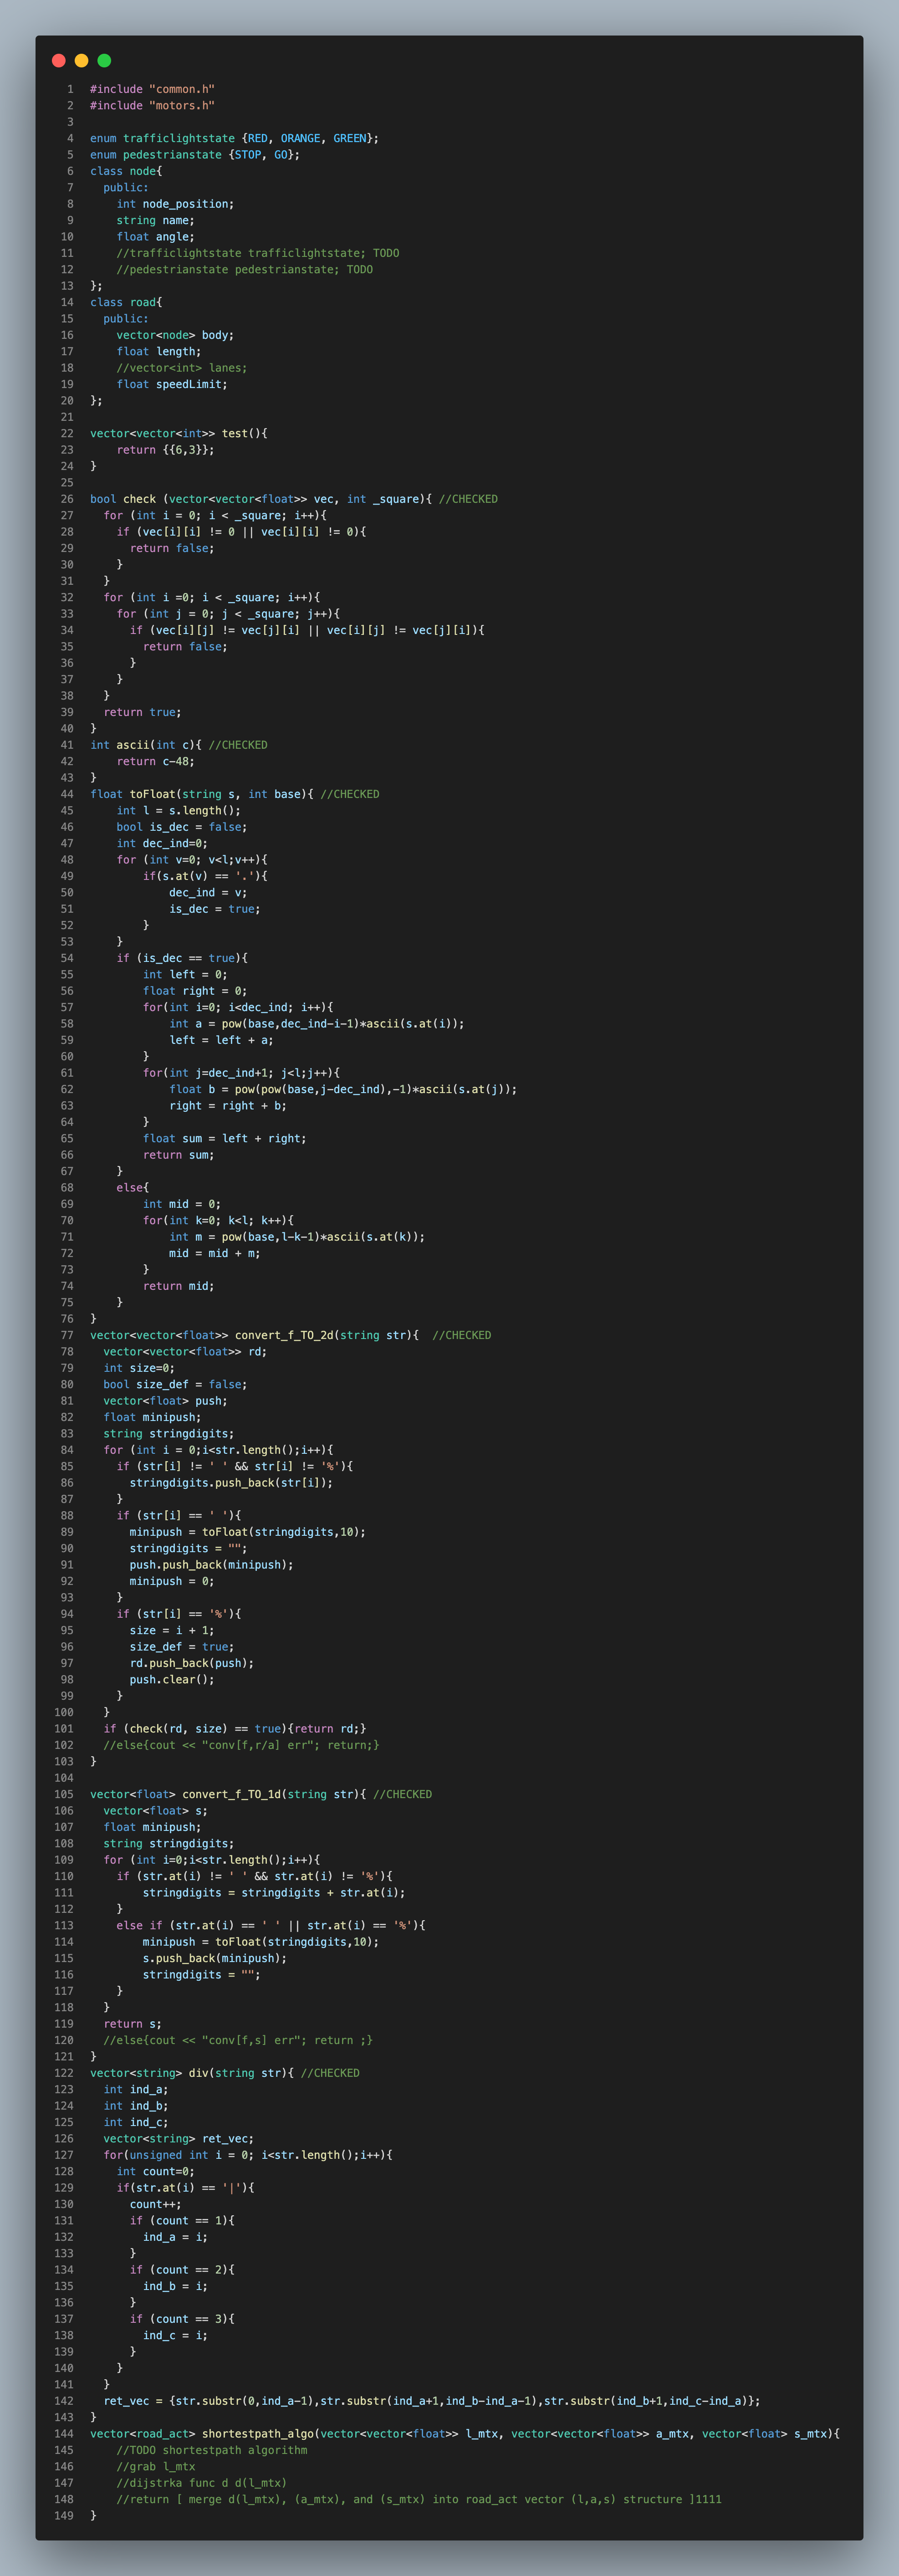 1 #include "common.h"
2 #include "motors.h"
3
4 enum trafficlightstate {RED, ORANGE, GREEN};
5 enum pedestrianstate {STOP, GO};
6 class node{
7   public:
8     int node_position;
9     string name;
10     float angle;
11     //trafficlightstate trafficlightstate; TODO
12     //pedestrianstate pedestrianstate; TODO
13 };
14 class road{
15   public:
16     vector<node> body;
17     float length;
18     //vector<int> lanes;
19     float speedLimit;
20 };
21
22 vector<vector<int>> test(){
23     return {{6,3}};
24 }
25
26 bool check (vector<vector<float>> vec, int _square){ //CHECKED
27   for (int i = 0; i < _square; i++){
28     if (vec[i][i] != 0 || vec[i][i] != 0){
29       return false;
30     }
31   }
32   for (int i =0; i < _square; i++){
33     for (int j = 0; j < _square; j++){
34       if (vec[i][j] != vec[j][i] || vec[i][j] != vec[j][i]){
35         return false;
36       }
37     }
38   }
39   return true;
40 }
41 int ascii(int c){ //CHECKED
42     return c-48;
43 }
44 float toFloat(string s, int base){ //CHECKED
45     int l = s.length();
46     bool is_dec = false;
47     int dec_ind=0;
48     for (int v=0; v<l;v++){
49         if(s.at(v) == '.'){
50             dec_ind = v;
51             is_dec = true;
52         }
53     }
54     if (is_dec == true){
55         int left = 0;
56         float right = 0;
57         for(int i=0; i<dec_ind; i++){
58             int a = pow(base,dec_ind-i-1)*ascii(s.at(i));
59             left = left + a;
60         }
61         for(int j=dec_ind+1; j<l;j++){
62             float b = pow(pow(base,j-dec_ind),-1)*ascii(s.at(j));
63             right = right + b;
64         }
65         float sum = left + right;
66         return sum;
67     }
68     else{
69         int mid = 0;
70         for(int k=0; k<l; k++){
71             int m = pow(base,l-k-1)*ascii(s.at(k));
72             mid = mid + m;
73         }
74         return mid;
75     }
76 }
77 vector<vector<float>> convert_f_TO_2d(string str){  //CHECKED
78   vector<vector<float>> rd;
79   int size=0;
80   bool size_def = false;
81   vector<float> push;
82   float minipush;
83   string stringdigits;
84   for (int i = 0;i<str.length();i++){
85     if (str[i] != ' ' && str[i] != '%'){
86       stringdigits.push_back(str[i]);
87     }
88     if (str[i] == ' '){
89       minipush = toFloat(stringdigits,10);
90       stringdigits = "";
91       push.push_back(minipush);
92       minipush = 0;
93     }
94     if (str[i] == '%'){
95       size = i + 1;
96       size_def = true;
97       rd.push_back(push);
98       push.clear();
99     }
100   }
101   if (check(rd, size) == true){return rd;}
102   //else{cout << "conv[f,r/a] err"; return;}
103 }
104
105 vector<float> convert_f_TO_1d(string str){ //CHECKED
106   vector<float> s;
107   float minipush;
108   string stringdigits;
109   for (int i=0;i<str.length();i++){
110     if (str.at(i) != ' ' && str.at(i) != '%'){
111         stringdigits = stringdigits + str.at(i);
112     }
113     else if (str.at(i) == ' ' || str.at(i) == '%'){
114         minipush = toFloat(stringdigits,10);
115         s.push_back(minipush);
116         stringdigits = "";
117     }
118   }
119   return s;
120   //else{cout << "conv[f,s] err"; return ;}
121 }
122 vector<string> div(string str){ //CHECKED
123   int ind_a;
124   int ind_b;
125   int ind_c;
126   vector<string> ret_vec;
127   for(unsigned int i = 0; i<str.length();i++){
128     int count=0;
129     if(str.at(i) == '|'){
130       count++;
131       if (count == 1){
132         ind_a = i;
133       }
134       if (count == 2){
135         ind_b = i;
136       }
137       if (count == 3){
138         ind_c = i;
139       }
140     }
141   }
142   ret_vec = {str.substr(0,ind_a-1),str.substr(ind_a+1,ind_b-ind_a-1),str.substr(ind_b+1,ind_c-ind_a)};
143 }
144 vector<road_act> shortestpath_algo(vector<vector<float>> l_mtx, vector<vector<float>> a_mtx, vector<float> s_mtx){
145     //TODO shortestpath algorithm
146     //grab l_mtx
147     //dijstrka func d d(l_mtx)
148     //return [ merge d(l_mtx), (a_mtx), and (s_mtx) into road_act vector (l,a,s) structure ]1111
149 }